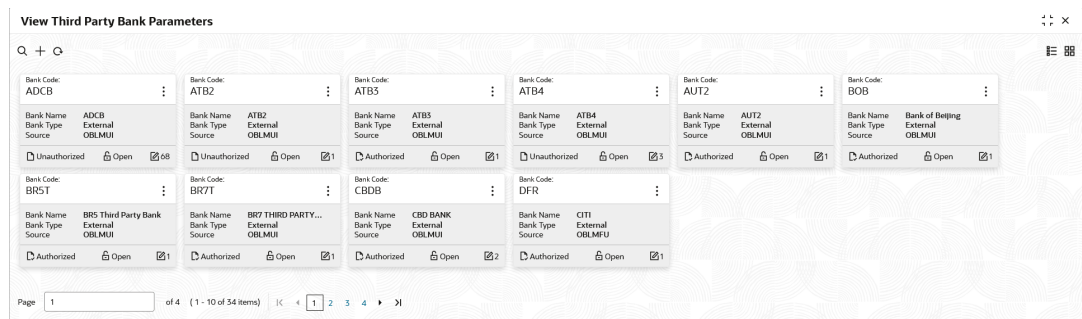 View Third Party Bank Parameters
Bank Code: Bank Code: Bank Code: Bank Code: Bank Code: Bank Code:
ADCB ATB2 ATB3 ATB4 AUT2 BOB
Bank Name ADCB Bank Name ATB2 Bank Name ATB3 Bank Name ATB4 Bank Name AUT2 Bank Name Bank of Beijing
Bank Type External Bank Type External Bank Type External Bank Type External Bank Type External Bank Type External
Source OBLMUI Source OBLMUI Source OBLMUI Source OBLMUI Source OBLMUI Source OBLMUI
Unauthorized Open 68 Unauthorized Open 1 Authorized Open 1 Unauthorized Open 3 Authorized Open 1 Authorized Open 1
Bank Code: Bank Code: Bank Code: Bank Code:
BR5T BR7T CBDB DFR
Bank Name BR5 Third Party Bank Bank Name BR7 THIRD PARTY... Bank Name CBD BANK Bank Name CITI
Bank Type External Bank Type External Bank Type External Bank Type External
Source OBLMUI Source OBLMUI Source OBLMUI Source OBLMFU
Authorized Open 1 Authorized Open 1 Authorized Open 2 Authorized Open 1
Page 1 of 4 ( 1 - 10 of 34 items) 1 2 3 4